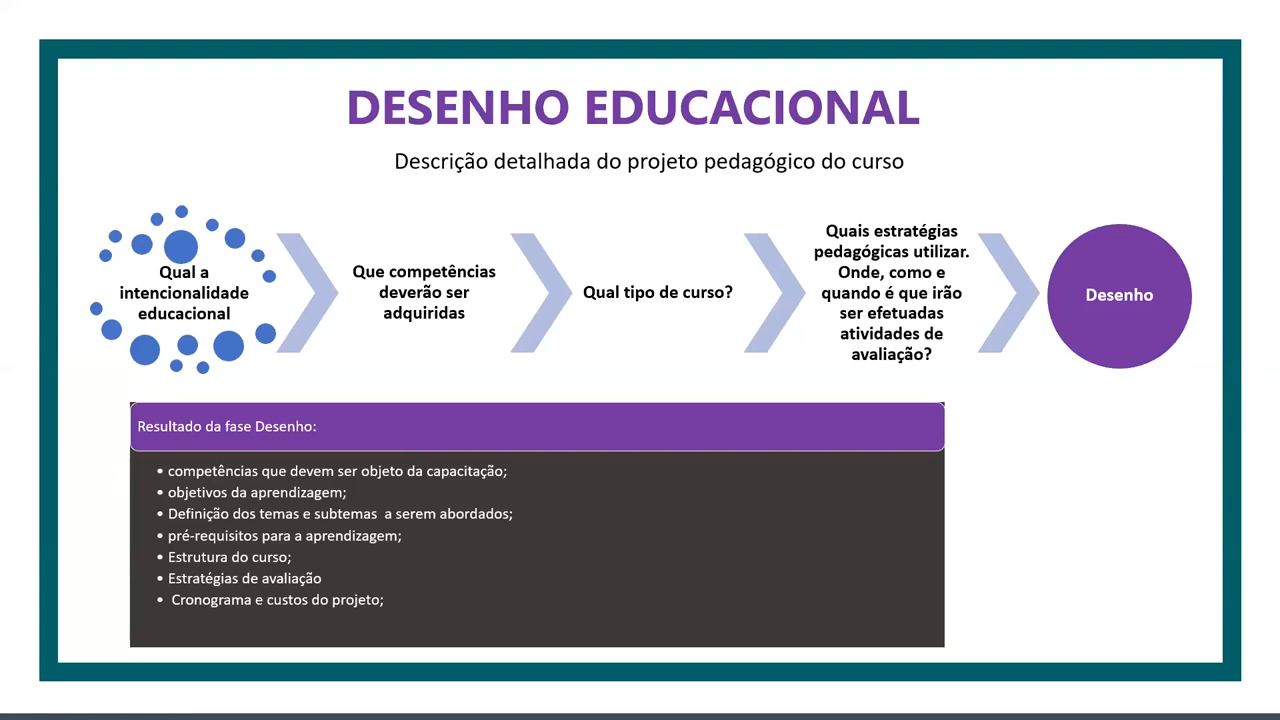 DESENHO EDUCACIONAL
Descrição detalhada do projeto pedagógico do curso
Qual a
intencionalidade
educacional
Que competências
deverão ser
adquiridas
Qual tipo de curso?
Quais estratégias
pedagógicas utilizar.
Onde, como e
quando é que irão
ser efetuadas
atividades de
avaliação?
Desenho
Resultado da fase Desenho:
• competências que devem ser objeto da capacitação;
• objetivos da aprendizagem;
• Definição dos temas e subtemas a serem abordados;
• pré-requisitos para a aprendizagem;
• Estrutura do curso;
• Estratégias de avaliação
• Cronograma e custos do projeto;